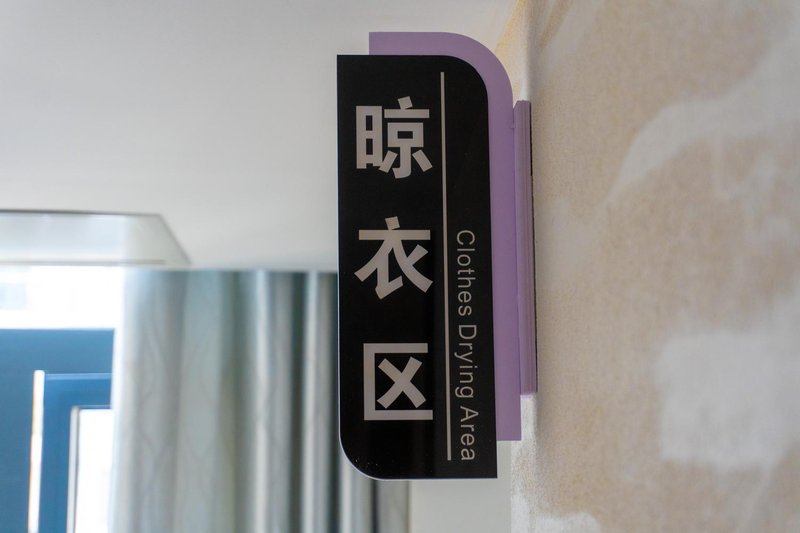 晾衣区
Clothes Drying Area